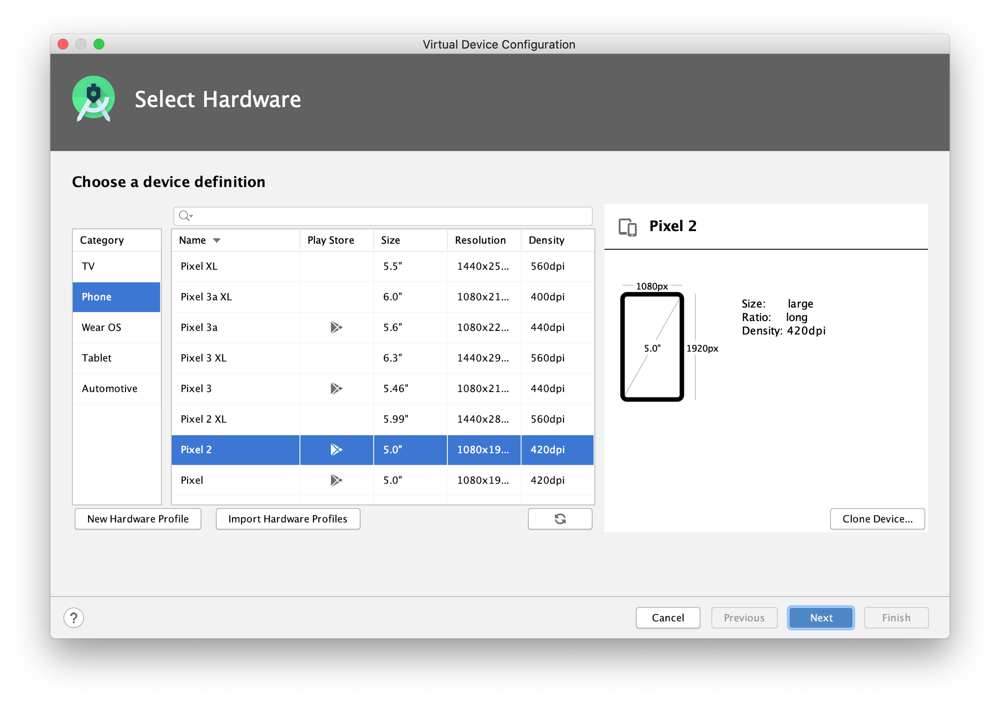 Virtual Device Configuration
Select Hardware
Choose a device definition
Category
TV
Phone
Wear OS
Tablet
Automotive
Name Play Store Size Resolution Density
Pixel XL 5.5" 1440x25... 560dpi
Pixel 3a XL 6.0" 1080x21... 400dpi
Pixel 3a 5.6" 1080x22... 440dpi
Pixel 3 XL 6.3" 1440x29... 560dpi
Pixel 3 5.46" 1080x21... 440dpi
Pixel 2 XL 5.99" 1440x28... 560dpi
Pixel 2 5.0" 1080x19... 420dpi
Pixel 5.0" 1080x19... 420dpi
New Hardware Profile Import Hardware Profiles
Pixel 2
1080px
5.0" 1920px
Size: large
Ratio: long
Density: 420dpi
Clone Device...
? Cancel Previous Next Finish